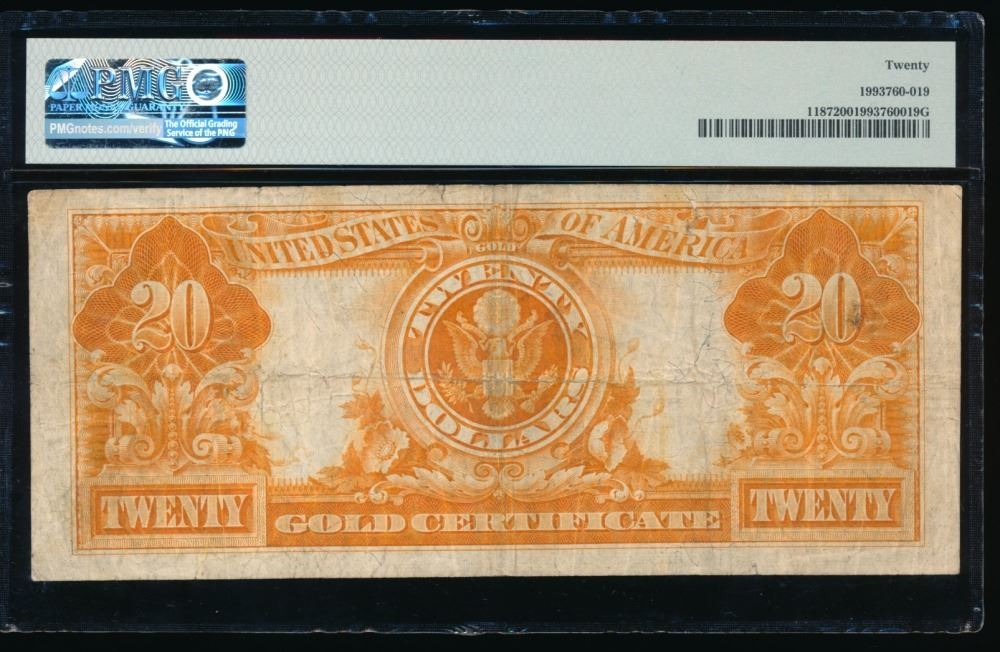 PMG
PAPER MONEY GUARANTY
PMGnotes.com/verify
The Official Grading
Service of the PNG
Twenty
1993760-019
11872001993760019G
UNITED STATES OF AMERICA
GOLD
20
TWENTY
DOLLARS
20
TWENTY
GOLD CERTIFICATE
TWENTY